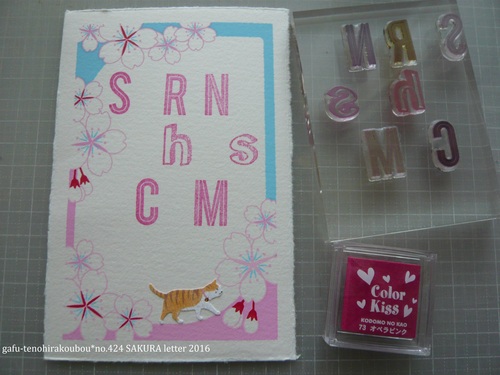 S RN
h s
C M
N R S
s h
M C
Color
Kiss
KODOMO NO KAO
73 オペラピンク
gafu-tenohirakoubou*no.424 SAKURA letter 2016